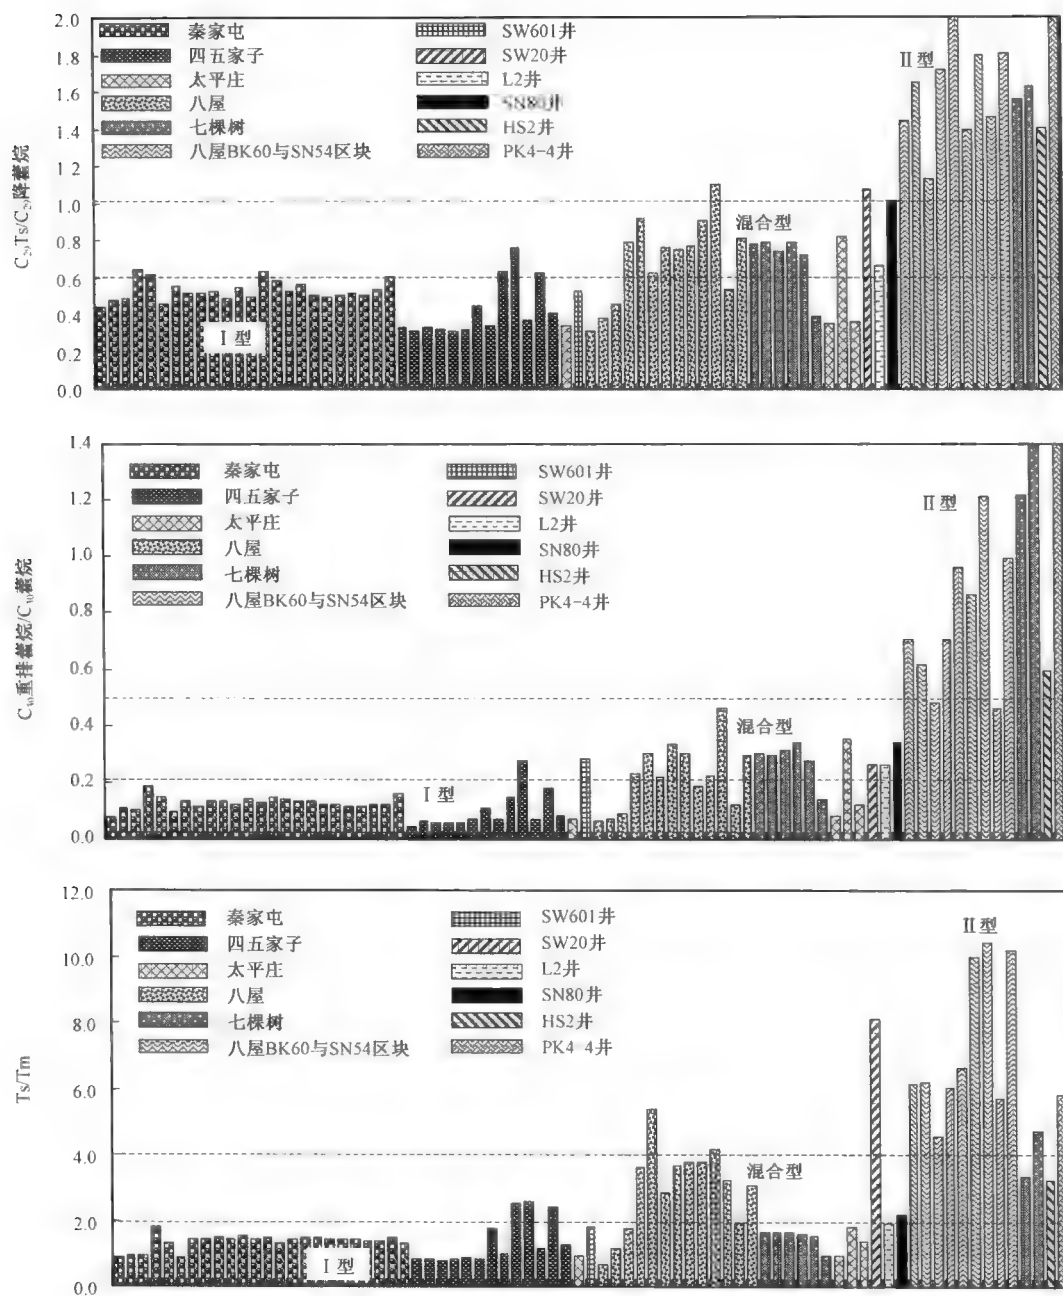 2.0
1.8
1.6
1.4
1.2
1.0
0.8
0.6
0.4
0.2
0.0
C₂₉Ts/C₂₉降藿烷
秦家屯
四五家子
太平庄
八屋
七棵树
八屋BK60与SN54区块
SW601井
SW20井
L2井
SN80井
HS2井
PK4-4井
Ⅰ型
混合型
Ⅱ型
1.4
1.2
1.0
0.8
0.6
0.4
0.2
0.0
C₃₀重排藿烷/C₃₀藿烷
秦家屯
四五家子
太平庄
八屋
七棵树
八屋BK60与SN54区块
SW601井
SW20井
L2井
SN80井
HS2井
PK4-4井
Ⅰ型
混合型
Ⅱ型
12.0
10.0
8.0
6.0
4.0
2.0
0.0
Ts/Tm
秦家屯
四五家子
太平庄
八屋
七棵树
八屋BK60与SN54区块
SW601井
SW20井
L2井
SN80井
HS2井
PK4-4井
Ⅰ型
混合型
Ⅱ型